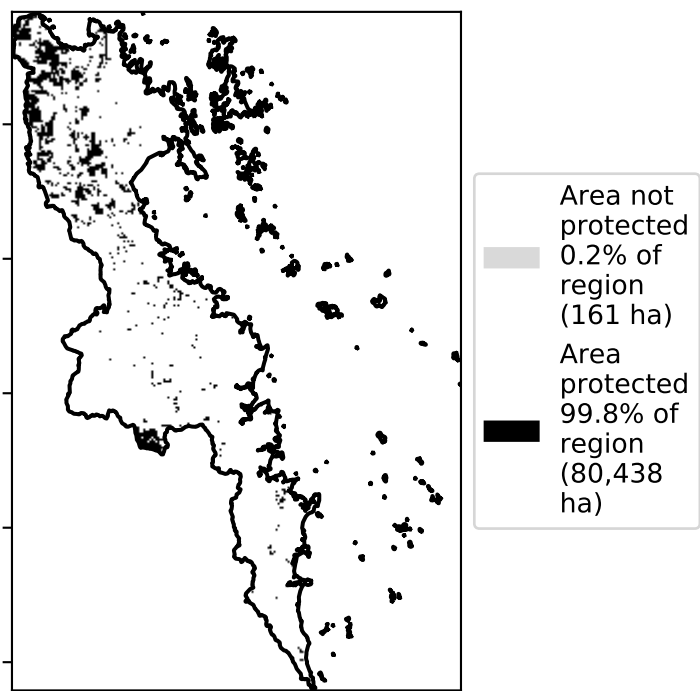 Area not
protected
0.2% of
region
(161 ha)
Area
protected
99.8% of
region
(80,438
ha)